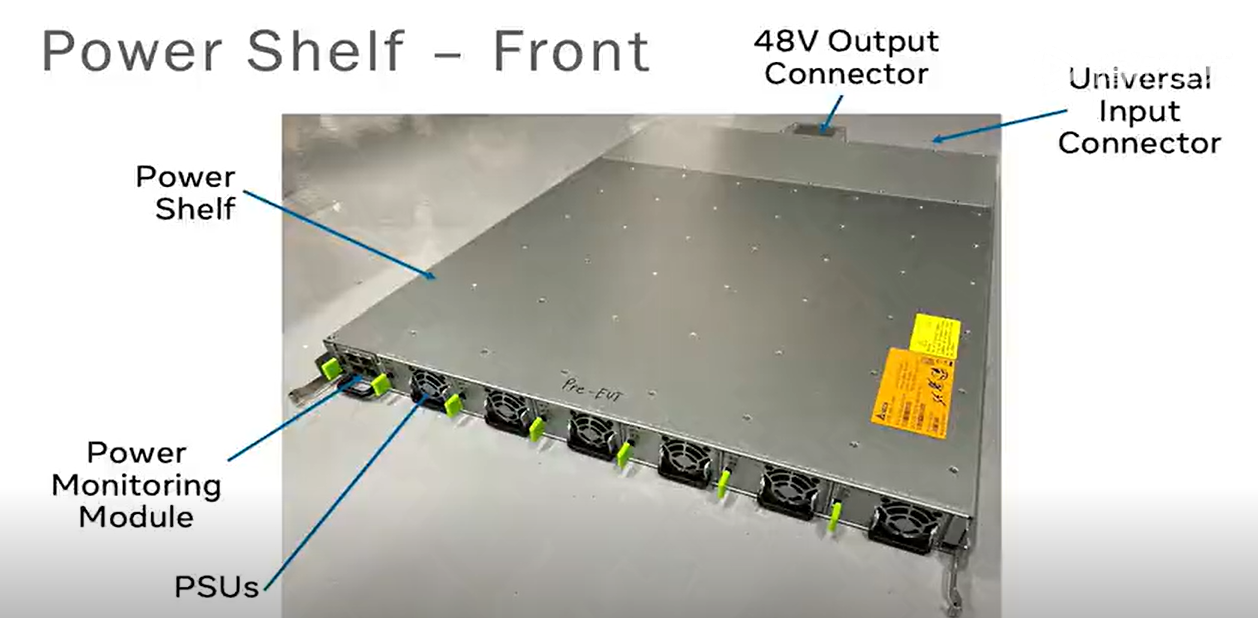 Power Shelf – Front
48V Output
Connector
Universal
Input
Connector
Power
Shelf
Pre-EVT
Power
Monitoring
Module
PSUs